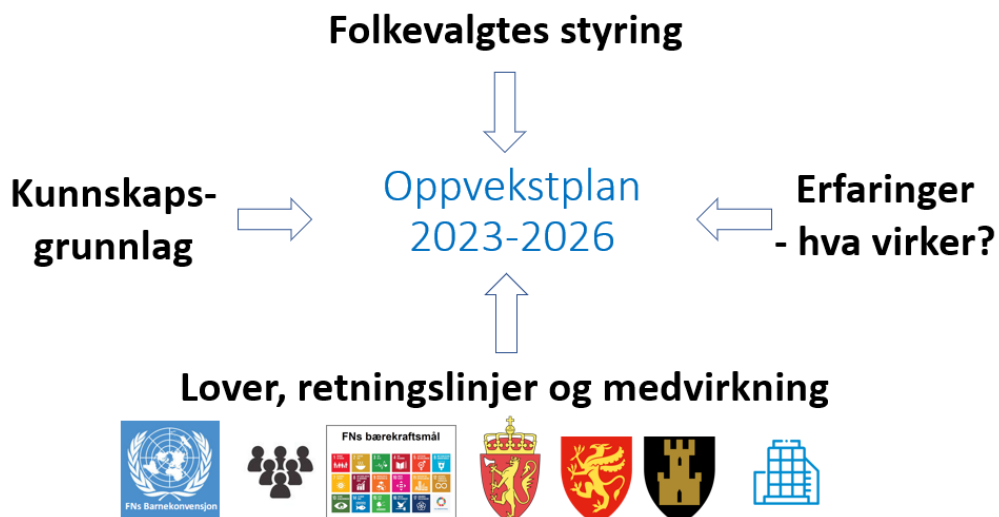 Folkevalgtes styring
Kunnskaps-
grunnlag
Oppvekstplan
2023-2026
Erfaringer
- hva virker?
Lover, retningslinjer og medvirkning
FNs Barnekonvensjon
FNs bærekraftsmål